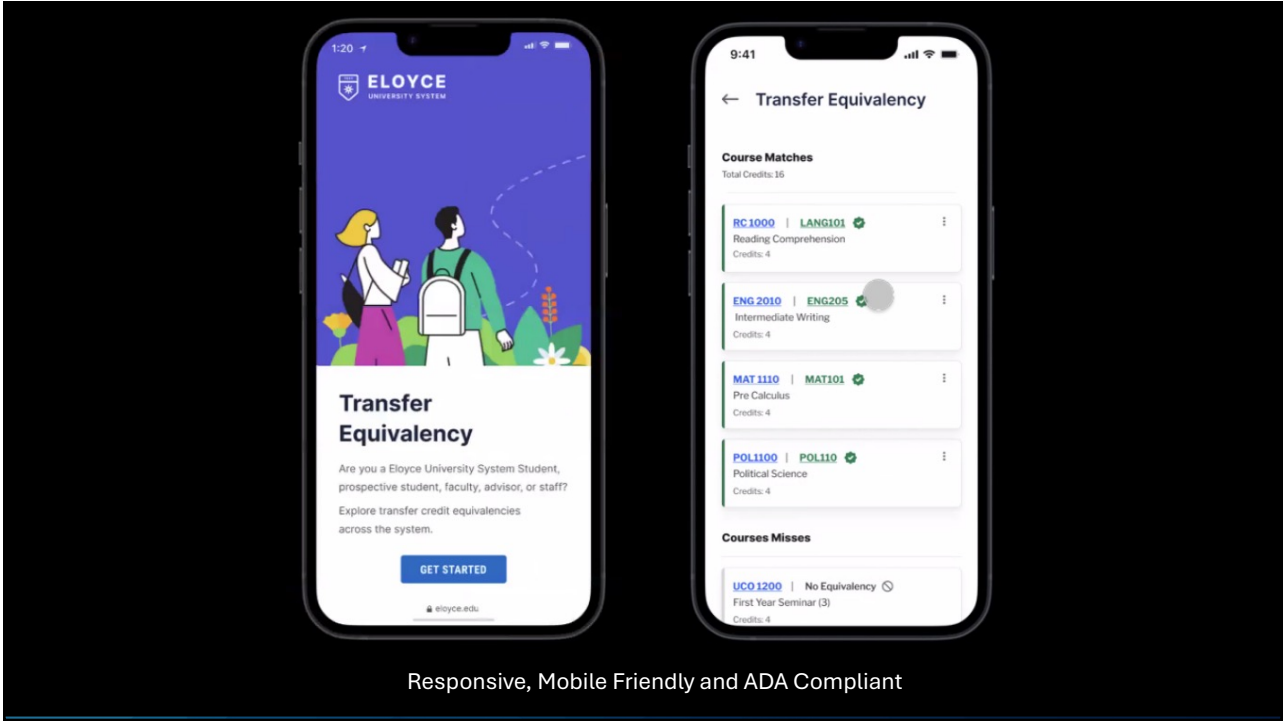 1:20
ELOYCE
UNIVERSITY SYSTEM
Transfer
Equivalency
Are you a Eloyce University System Student,
prospective student, faculty, advisor, or staff?
Explore transfer credit equivalencies
across the system.
GET STARTED
eloyce.edu
9:41
Transfer Equivalency
Course Matches
Total Credits: 16
RC 1000 | LANG101
Reading Comprehension
Credits: 4
ENG 2010 | ENG205
Intermediate Writing
Credits: 4
MAT 1110 | MAT101
Pre Calculus
Credits: 4
POL1100 | POL110
Political Science
Credits: 4
Courses Misses
UCO 1200 | No Equivalency
First Year Seminar (3)
Credits: 4
Responsive, Mobile Friendly and ADA Compliant